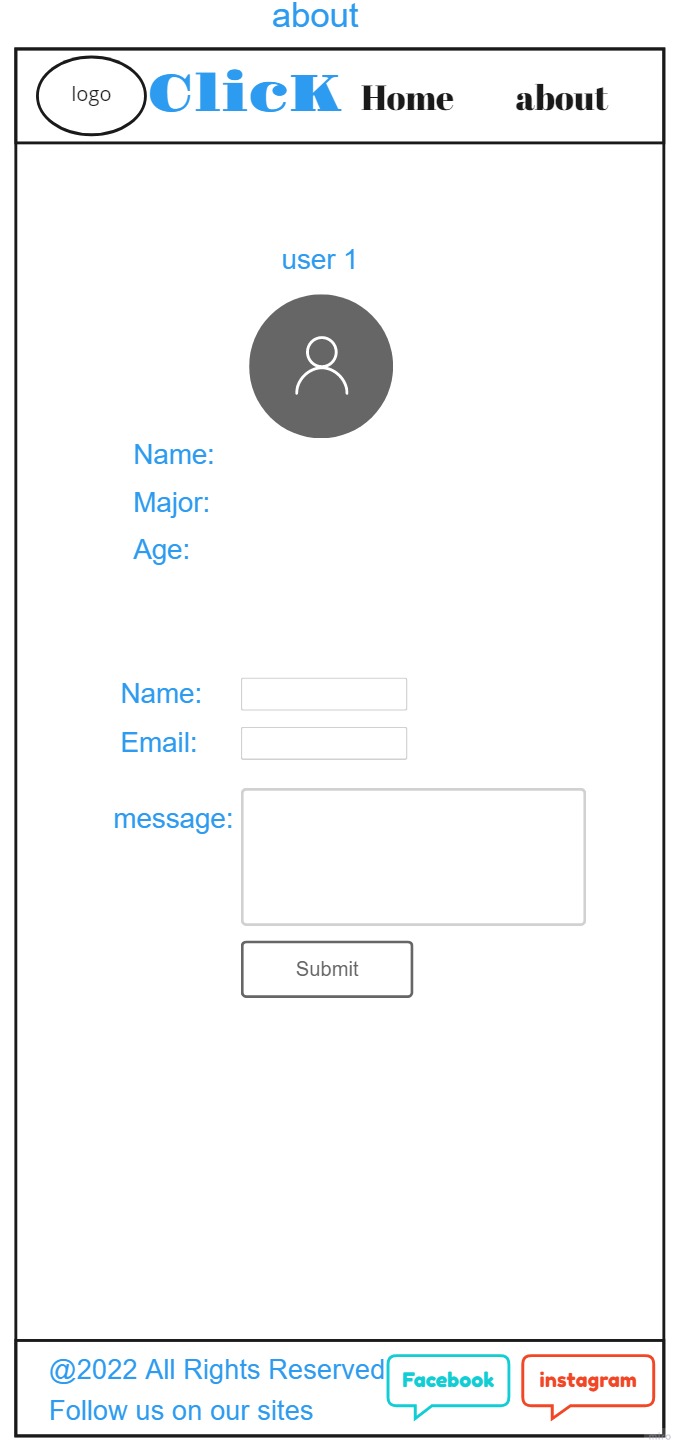 about
logo
ClicK Home about
user 1
Name:
Major:
Age:
Name:
Email:
message:
Submit
@2022 All Rights Reserved
Follow us on our sites
Facebook
instagram
miro